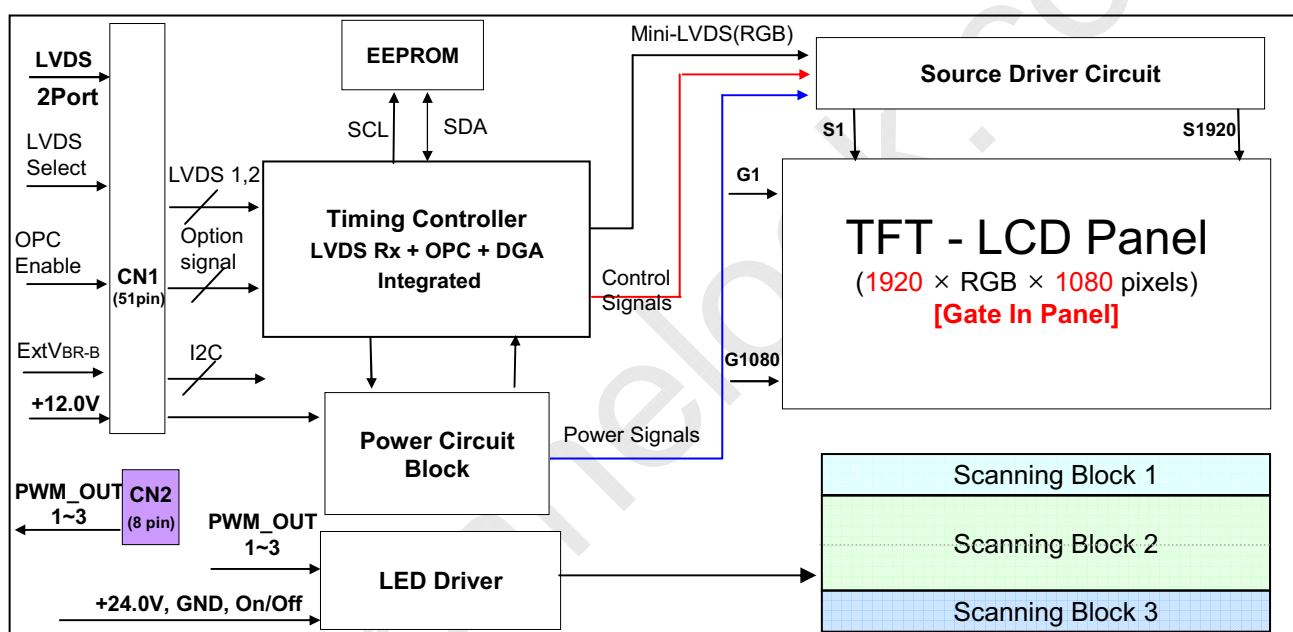 LVDS
2Port
LVDS
Select
OPC
Enable
ExtVBR-B
+12.0V
CN1
(51pin)
LVDS 1,2
Option
signal
I2C
EEPROM
SCL
SDA
Timing Controller
LVDS Rx + OPC + DGA
Integrated
Mini-LVDS(RGB)
Control
Signals
Source Driver Circuit
S1
S1920
G1
G1080
TFT - LCD Panel
(1920 × RGB × 1080 pixels)
[Gate In Panel]
Power Circuit
Block
Power Signals
PWM_OUT
1~3
CN2
(8 pin)
PWM_OUT
1~3
LED Driver
+24.0V, GND, On/Off
Scanning Block 1
Scanning Block 2
Scanning Block 3